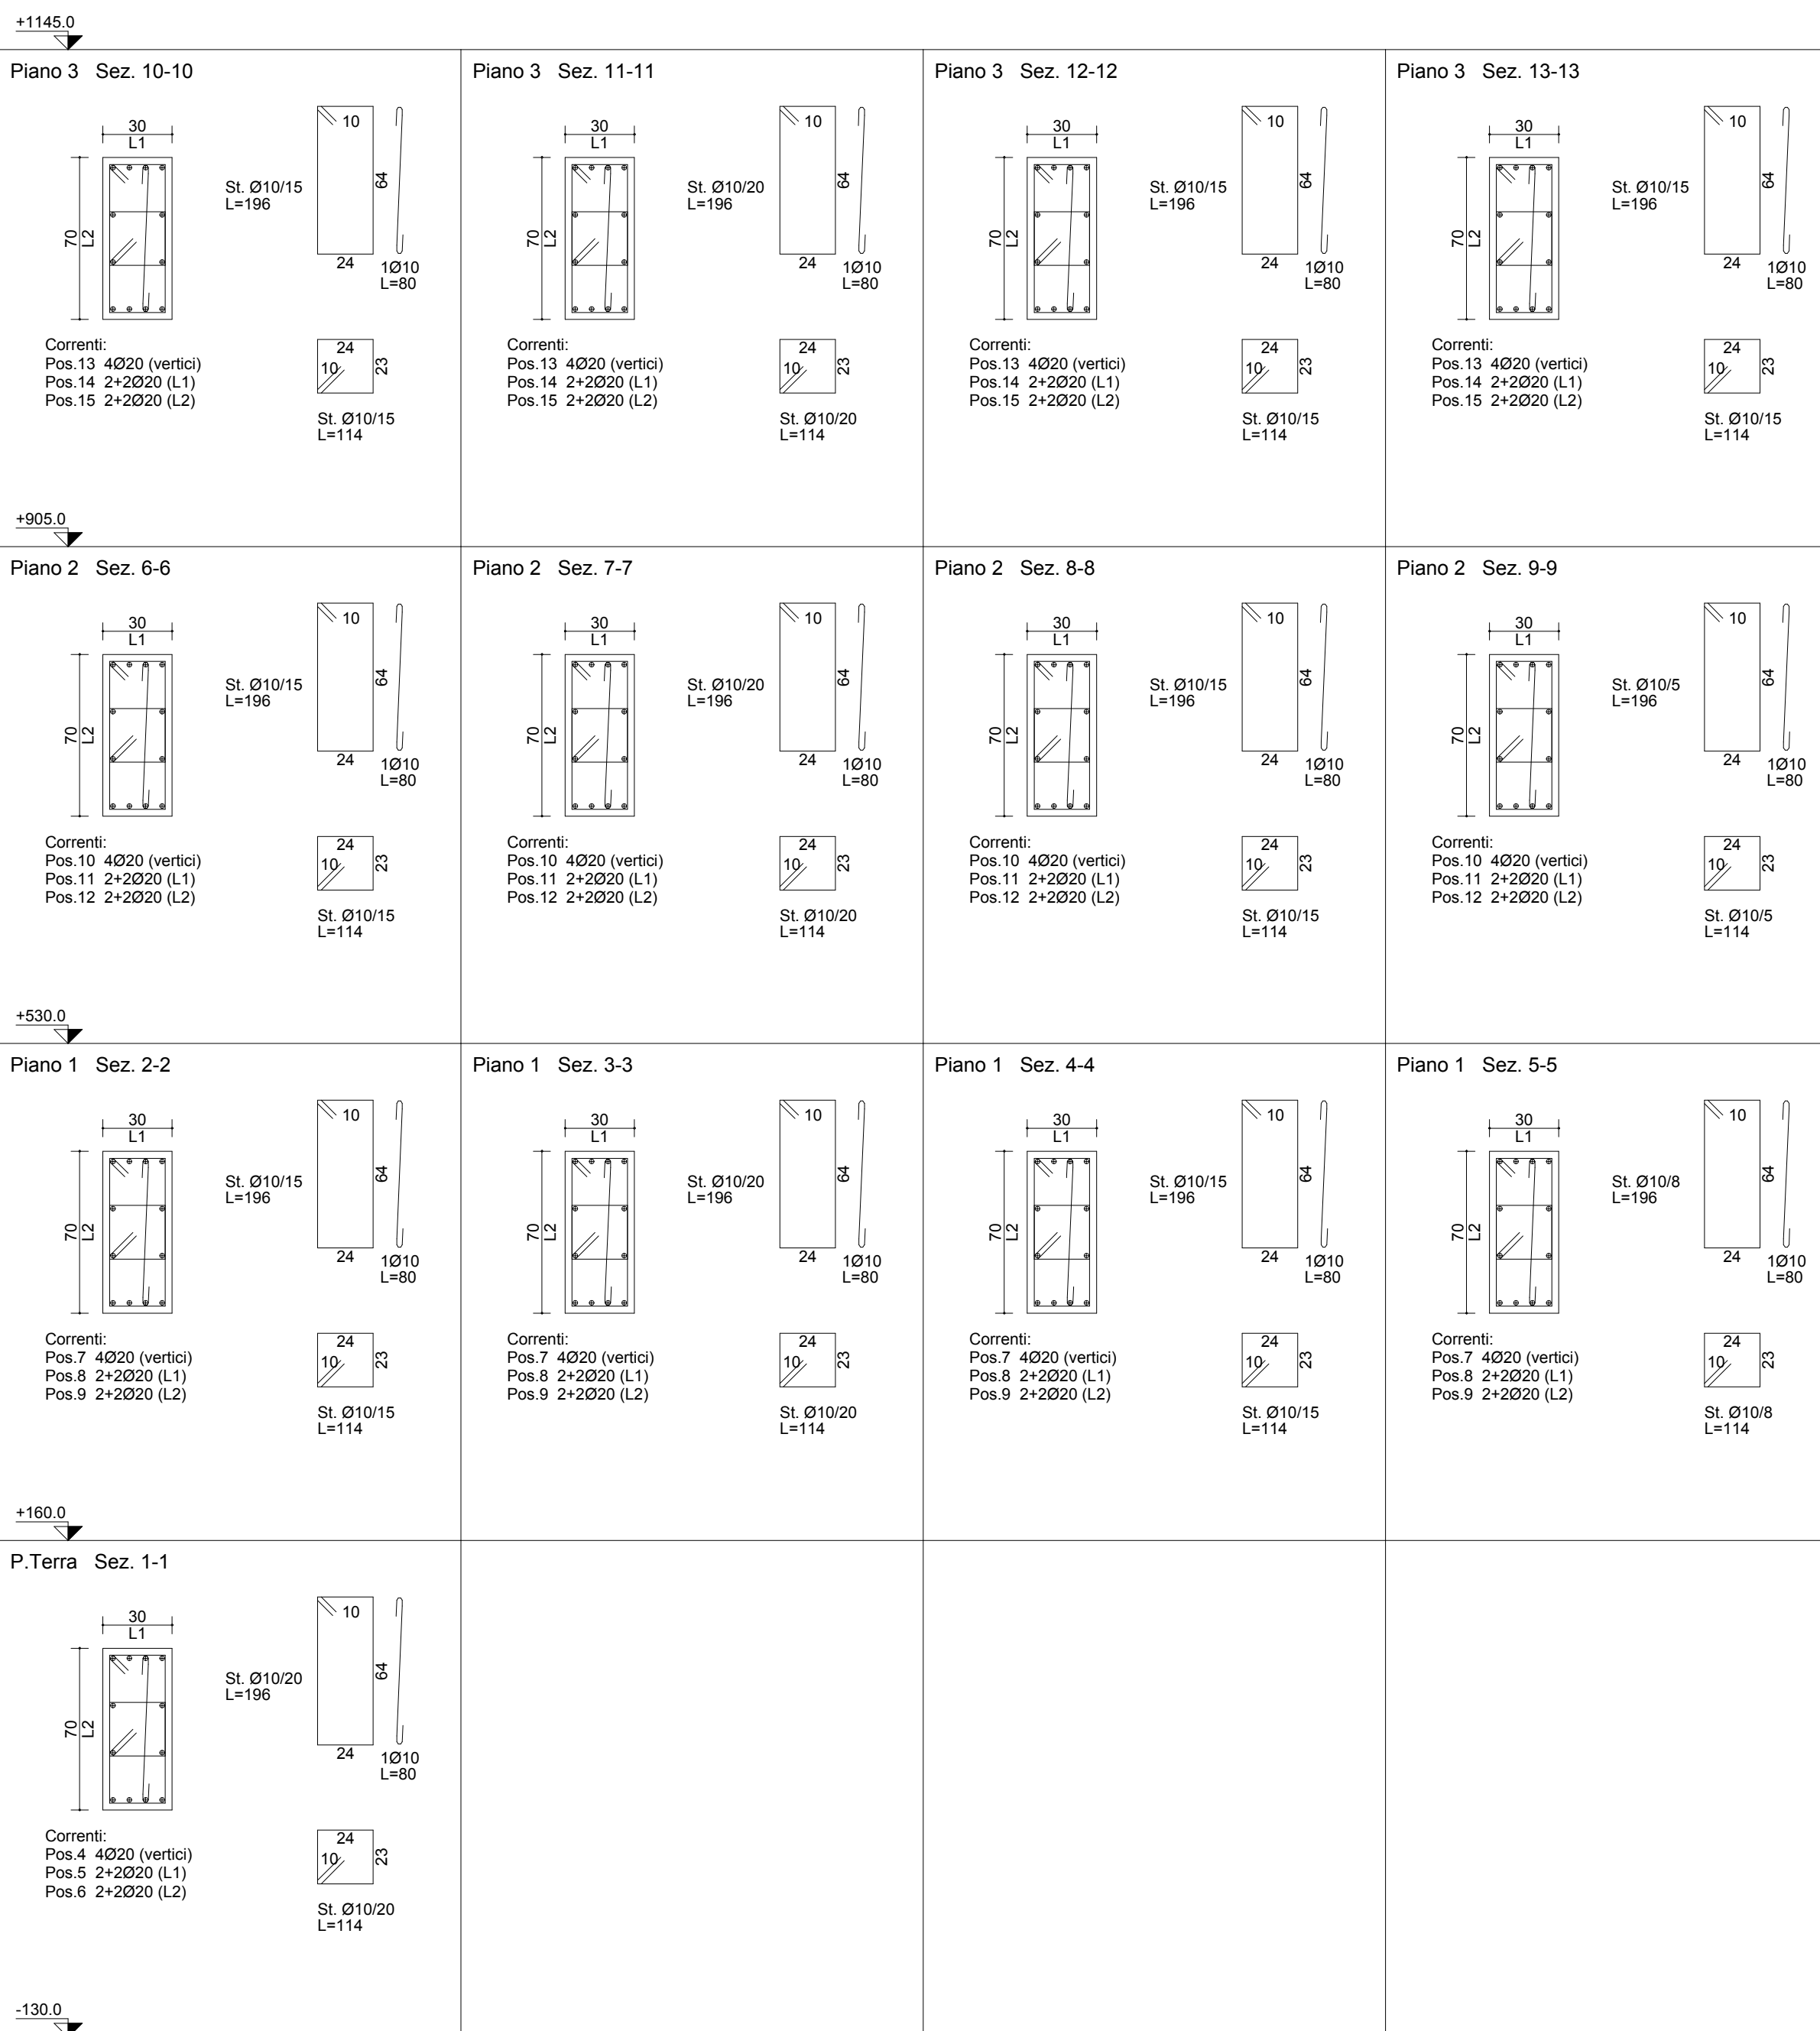 +1145.0
Piano 3 Sez. 10-10
30
L1
70
L2
St. Ø10/15
L=196
10
64
24
1Ø10
L=80
Correnti:
Pos.13 4Ø20 (vertici)
Pos.14 2+2Ø20 (L1)
Pos.15 2+2Ø20 (L2)
24
10
23
St. Ø10/15
L=114
Piano 3 Sez. 11-11
30
L1
70
L2
St. Ø10/20
L=196
10
64
24
1Ø10
L=80
Correnti:
Pos.13 4Ø20 (vertici)
Pos.14 2+2Ø20 (L1)
Pos.15 2+2Ø20 (L2)
24
10
23
St. Ø10/20
L=114
Piano 3 Sez. 12-12
30
L1
70
L2
St. Ø10/15
L=196
10
64
24
1Ø10
L=80
Correnti:
Pos.13 4Ø20 (vertici)
Pos.14 2+2Ø20 (L1)
Pos.15 2+2Ø20 (L2)
24
10
23
St. Ø10/15
L=114
Piano 3 Sez. 13-13
30
L1
70
L2
St. Ø10/15
L=196
10
64
24
1Ø10
L=80
Correnti:
Pos.13 4Ø20 (vertici)
Pos.14 2+2Ø20 (L1)
Pos.15 2+2Ø20 (L2)
24
10
23
St. Ø10/15
L=114
+905.0
Piano 2 Sez. 6-6
30
L1
70
L2
St. Ø10/15
L=196
10
64
24
1Ø10
L=80
Correnti:
Pos.10 4Ø20 (vertici)
Pos.11 2+2Ø20 (L1)
Pos.12 2+2Ø20 (L2)
24
10
23
St. Ø10/15
L=114
Piano 2 Sez. 7-7
30
L1
70
L2
St. Ø10/20
L=196
10
64
24
1Ø10
L=80
Correnti:
Pos.10 4Ø20 (vertici)
Pos.11 2+2Ø20 (L1)
Pos.12 2+2Ø20 (L2)
24
10
23
St. Ø10/20
L=114
Piano 2 Sez. 8-8
30
L1
70
L2
St. Ø10/15
L=196
10
64
24
1Ø10
L=80
Correnti:
Pos.10 4Ø20 (vertici)
Pos.11 2+2Ø20 (L1)
Pos.12 2+2Ø20 (L2)
24
10
23
St. Ø10/15
L=114
Piano 2 Sez. 9-9
30
L1
70
L2
St. Ø10/5
L=196
10
64
24
1Ø10
L=80
Correnti:
Pos.10 4Ø20 (vertici)
Pos.11 2+2Ø20 (L1)
Pos.12 2+2Ø20 (L2)
24
10
23
St. Ø10/5
L=114
+530.0
Piano 1 Sez. 2-2
30
L1
70
L2
St. Ø10/15
L=196
10
64
24
1Ø10
L=80
Correnti:
Pos.7 4Ø20 (vertici)
Pos.8 2+2Ø20 (L1)
Pos.9 2+2Ø20 (L2)
24
10
23
St. Ø10/15
L=114
Piano 1 Sez. 3-3
30
L1
70
L2
St. Ø10/20
L=196
10
64
24
1Ø10
L=80
Correnti:
Pos.7 4Ø20 (vertici)
Pos.8 2+2Ø20 (L1)
Pos.9 2+2Ø20 (L2)
24
10
23
St. Ø10/20
L=114
Piano 1 Sez. 4-4
30
L1
70
L2
St. Ø10/15
L=196
10
64
24
1Ø10
L=80
Correnti:
Pos.7 4Ø20 (vertici)
Pos.8 2+2Ø20 (L1)
Pos.9 2+2Ø20 (L2)
24
10
23
St. Ø10/15
L=114
Piano 1 Sez. 5-5
30
L1
70
L2
St. Ø10/8
L=196
10
64
24
1Ø10
L=80
Correnti:
Pos.7 4Ø20 (vertici)
Pos.8 2+2Ø20 (L1)
Pos.9 2+2Ø20 (L2)
24
10
23
St. Ø10/8
L=114
+160.0
P.Terra Sez. 1-1
30
L1
70
L2
St. Ø10/20
L=196
10
64
24
1Ø10
L=80
Correnti:
Pos.4 4Ø20 (vertici)
Pos.5 2+2Ø20 (L1)
Pos.6 2+2Ø20 (L2)
24
10
23
St. Ø10/20
L=114
-130.0